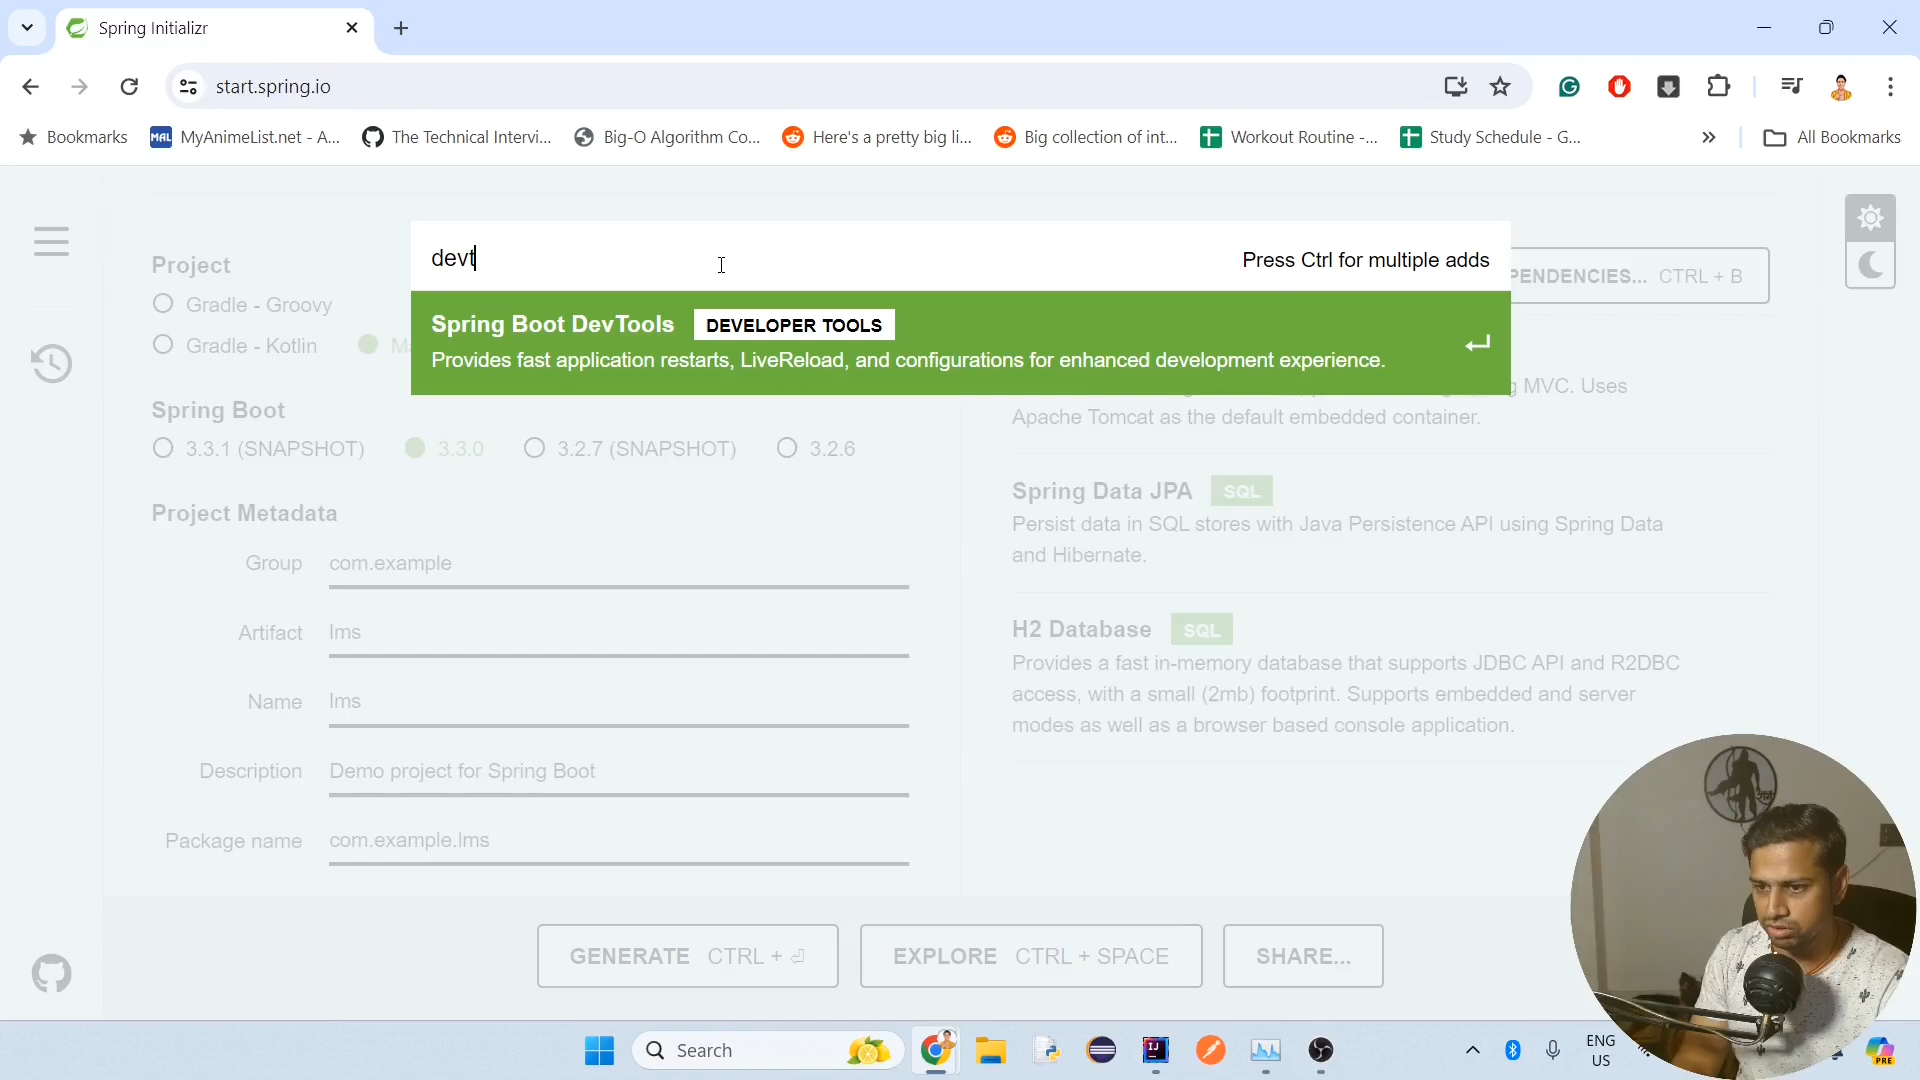 Spring Initializr
start.spring.io
Bookmarks
MAL MyAnimeList.net - A...
The Technical Intervi...
Big-O Algorithm Co...
Here's a pretty big li...
Big collection of int...
Workout Routine -...
Study Schedule - G...
All Bookmarks
devt
Press Ctrl for multiple adds
Spring Boot DevTools DEVELOPER TOOLS
Provides fast application restarts, LiveReload, and configurations for enhanced development experience.
PENDENCIES... CTRL + B
Project
Gradle - Groovy
Gradle - Kotlin
Spring Boot
3.3.1 (SNAPSHOT) 3.3.0 3.2.7 (SNAPSHOT) 3.2.6
Project Metadata
Group com.example
Artifact lms
Name lms
Description Demo project for Spring Boot
Package name com.example.lms
MVC. Uses
Apache Tomcat as the default embedded container.
Spring Data JPA SQL
Persist data in SQL stores with Java Persistence API using Spring Data
and Hibernate.
H2 Database SQL
Provides a fast in-memory database that supports JDBC API and R2DBC
access, with a small (2mb) footprint. Supports embedded and server
modes as well as a browser based console application.
GENERATE CTRL + ⏎
EXPLORE CTRL + SPACE
SHARE...
Search
IJ
ENG
US
PRE